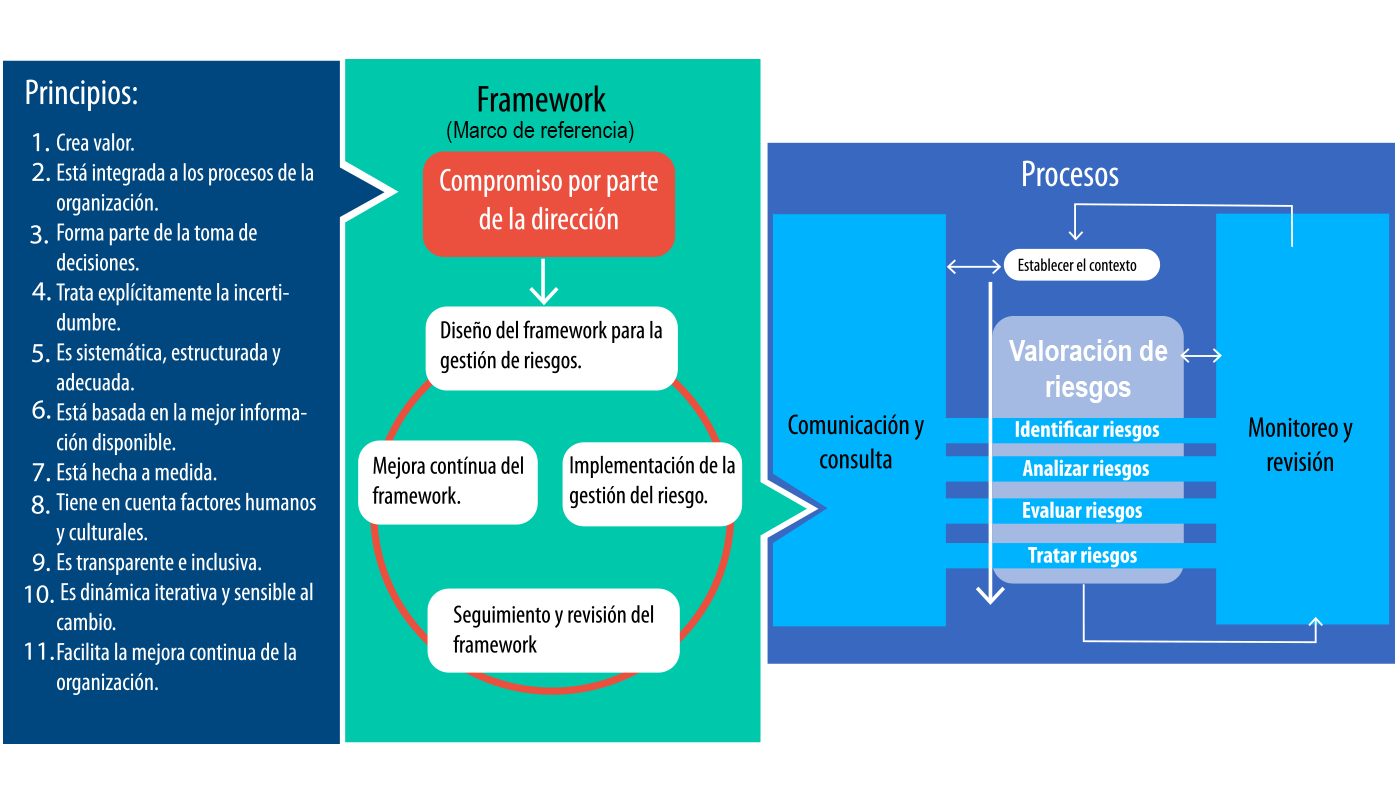 Principios:
1. Crea valor.
2. Está integrada a los procesos de la
organización.
3. Forma parte de la toma de
decisiones.
4. Trata explícitamente la incerti-
dumbre.
5. Es sistemática, estructurada y
adecuada.
6. Está basada en la mejor informa-
ción disponible.
7. Está hecha a medida.
8. Tiene en cuenta factores humanos
y culturales.
9. Es transparente e inclusiva.
10. Es dinámica iterativa y sensible al
cambio.
11. Facilita la mejora continua de la
organización.
Framework
(Marco de referencia)
Compromiso por parte
de la dirección
Diseño del framework para la
gestión de riesgos.
Mejora contínua del
framework.
Implementación de la
gestión del riesgo.
Seguimiento y revisión del
framework
Procesos
Comunicación y
consulta
Establecer el contexto
Valoración de
riesgos
Identificar riesgos
Analizar riesgos
Evaluar riesgos
Tratar riesgos
Monitoreo y
revisión